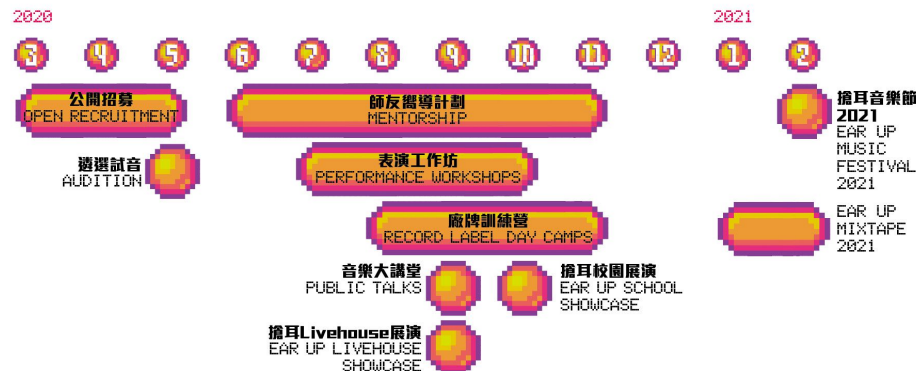 2020
2021
3 4 5 6 7 8 9 10 11 12 1 2
公開招募
OPEN RECRUITMENT
師友嚮導計劃
MENTORSHIP
搶耳音樂節
2021
EAR UP
MUSIC
FESTIVAL
2021
遴選試音
AUDITION
表演工作坊
PERFORMANCE WORKSHOPS
廠牌訓練營
RECORD LABEL DAY CAMPS
EAR UP
MIXTAPE
2021
音樂大講堂
PUBLIC TALKS
搶耳校園展演
EAR UP SCHOOL
SHOWCASE
搶耳Livehouse展演
EAR UP LIVEHOUSE
SHOWCASE